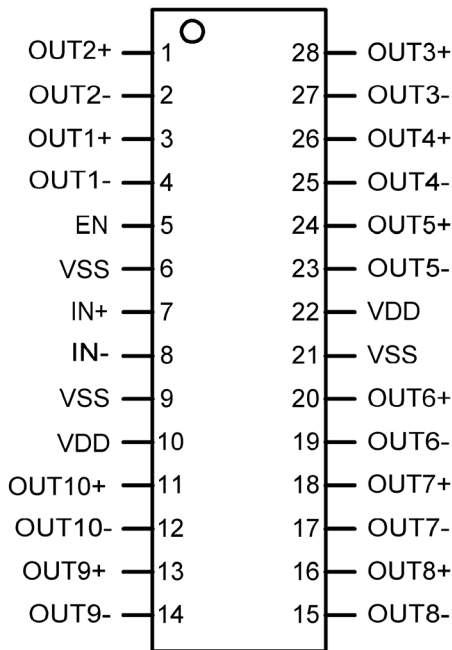 OUT2+ 1 28 OUT3+
OUT2- 2 27 OUT3-
OUT1+ 3 26 OUT4+
OUT1- 4 25 OUT4-
EN 5 24 OUT5+
VSS 6 23 OUT5-
IN+ 7 22 VDD
IN- 8 21 VSS
VSS 9 20 OUT6+
VDD 10 19 OUT6-
OUT10+ 11 18 OUT7+
OUT10- 12 17 OUT7-
OUT9+ 13 16 OUT8+
OUT9- 14 15 OUT8-